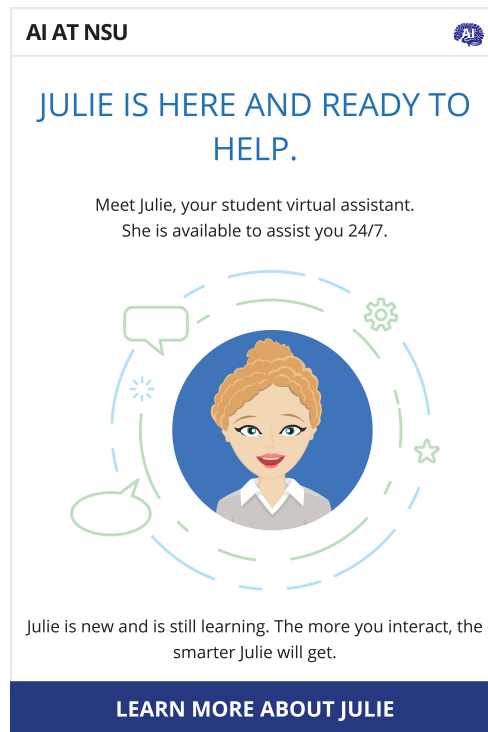 AI AT NSU
AI
JULIE IS HERE AND READY TO
HELP.
Meet Julie, your student virtual assistant.
She is available to assist you 24/7.
Julie is new and is still learning. The more you interact, the
smarter Julie will get.
LEARN MORE ABOUT JULIE